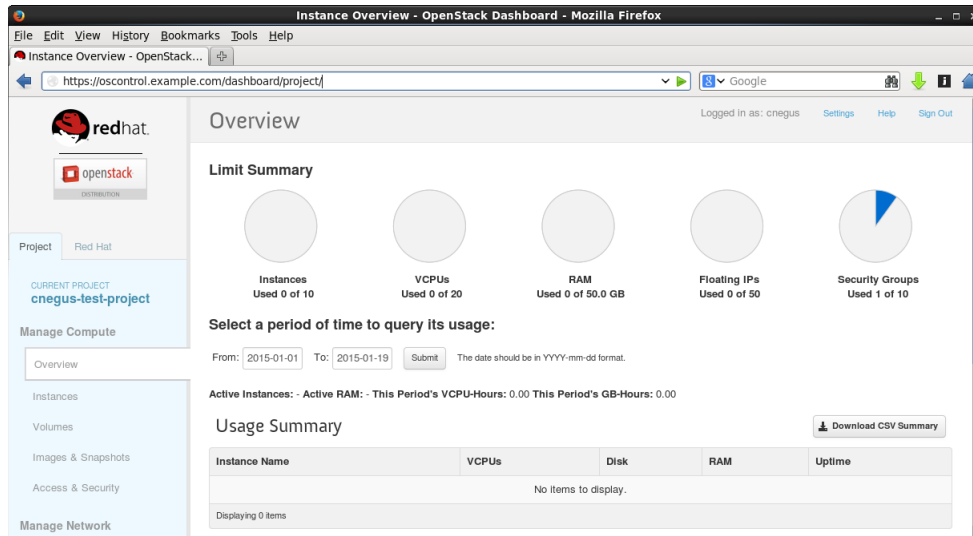 Instance Overview - OpenStack Dashboard - Mozilla Firefox
File Edit View History Bookmarks Tools Help
Instance Overview - OpenStack...
https://oscontrol.example.com/dashboard/project/
Google
redhat.
openstack
DISTRIBUTION
Overview
Logged in as: cnegus Settings Help Sign Out
Project Red Hat
CURRENT PROJECT
cnegus-test-project
Manage Compute
Overview
Instances
Volumes
Images & Snapshots
Access & Security
Manage Network
Limit Summary
Instances
Used 0 of 10
VCPUs
Used 0 of 20
RAM
Used 0 of 50.0 GB
Floating IPs
Used 0 of 50
Security Groups
Used 1 of 10
Select a period of time to query its usage:
From: 2015-01-01 To: 2015-01-19 Submit The date should be in YYYY-mm-dd format.
Active Instances: - Active RAM: - This Period's VCPU-Hours: 0.00 This Period's GB-Hours: 0.00
Usage Summary
Download CSV Summary
Instance Name VCPUs Disk RAM Uptime
No items to display.
Displaying 0 items